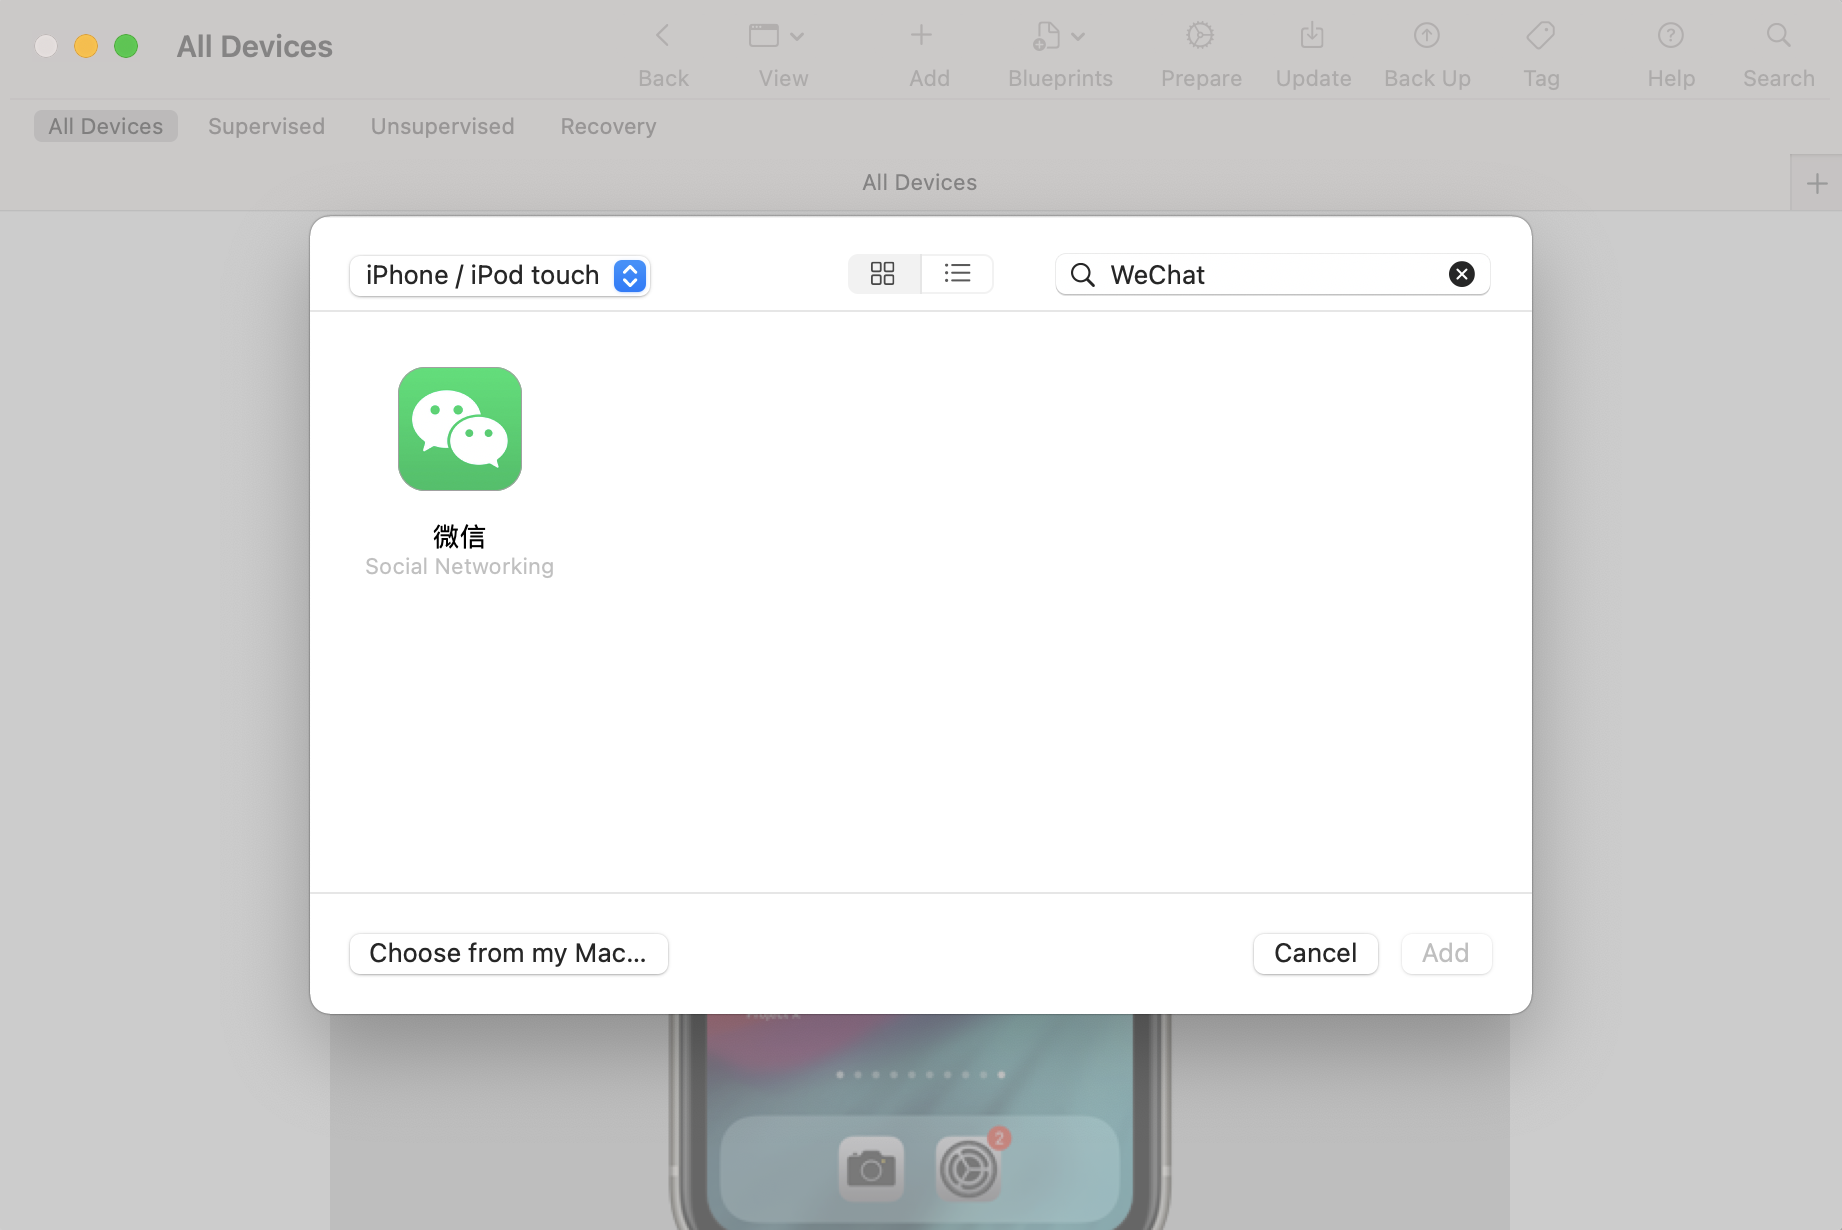 All Devices
Back
View
Add
Blueprints
Prepare
Update
Back Up
Tag
Help
Search
All Devices
Supervised
Unsupervised
Recovery
All Devices
iPhone / iPod touch
WeChat
微信
Social Networking
Choose from my Mac...
Cancel
Add
2